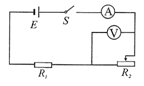 E S A
V
R₁ R₂